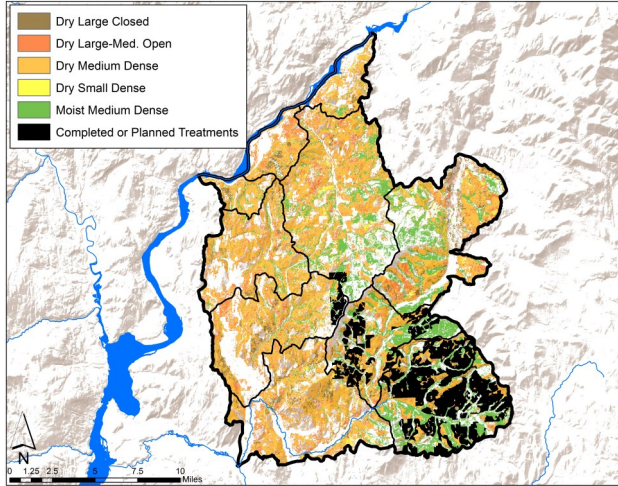 Dry Large Closed
Dry Large-Med. Open
Dry Medium Dense
Dry Small Dense
Moist Medium Dense
Completed or Planned Treatments
N
0 1.25 2.5 5 7.5 10
Miles